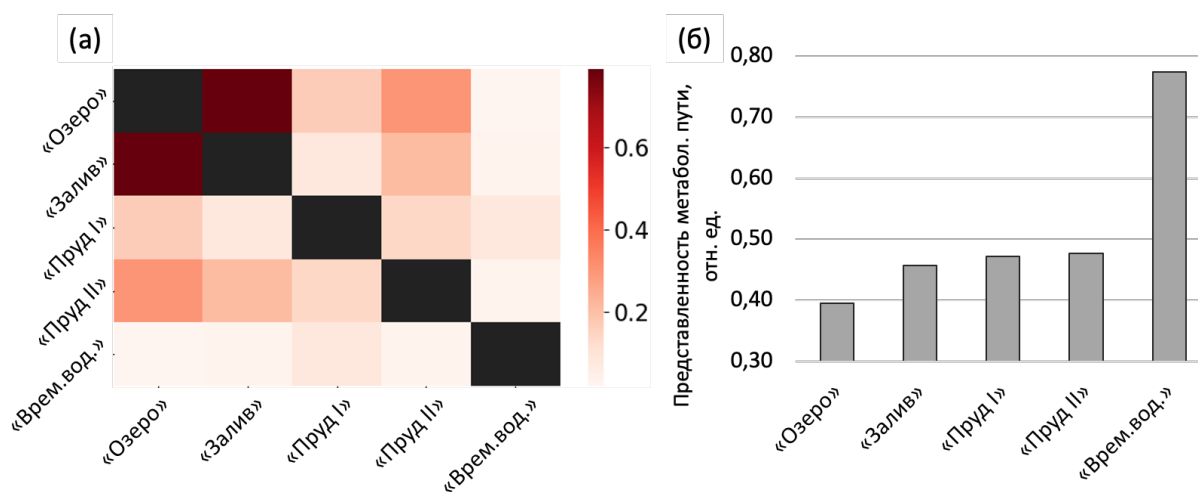 (а)
«Озеро»
«Залив»
«Пруд I»
«Пруд II»
«Врем.вод.»
«Озеро»
«Залив»
«Пруд I»
«Пруд II»
«Врем.вод.»
0.6
0.4
0.2
(б)
Представленность метабол. пути,
отн. ед.
0,80
0,70
0,60
0,50
0,40
0,30
«Озеро»
«Залив»
«Пруд I»
«Пруд II»
«Врем.вод.»